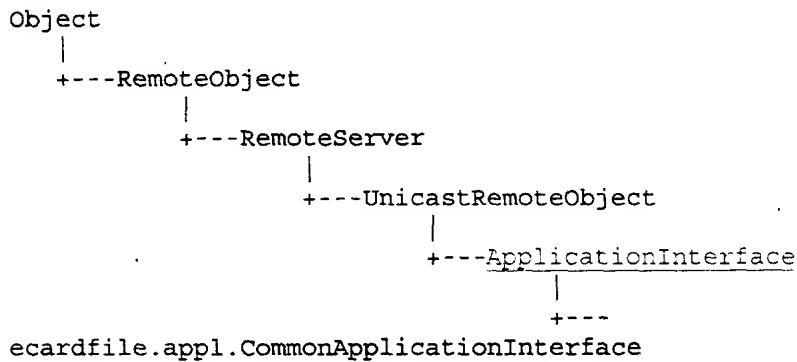 Object
|
+---RemoteObject
|
+---RemoteServer
|
+---UnicastRemoteObject
|
+---ApplicationInterface
|
+---
ecardfile.appl.CommonApplicationInterface